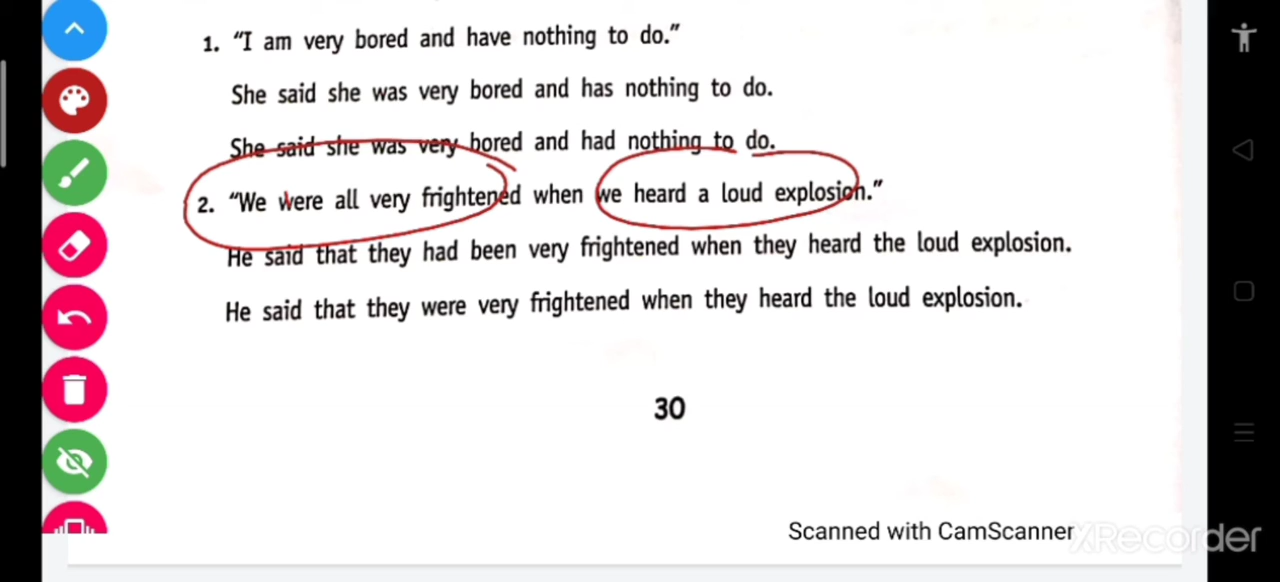 1. “I am very bored and have nothing to do.”
She said she was very bored and has nothing to do.
She said she was very bored and had nothing to do.
2. “We were all very frightened when we heard a loud explosion.”
He said that they had been very frightened when they heard the loud explosion.
He said that they were very frightened when they heard the loud explosion.
30
Scanned with CamScanner
XRecorder